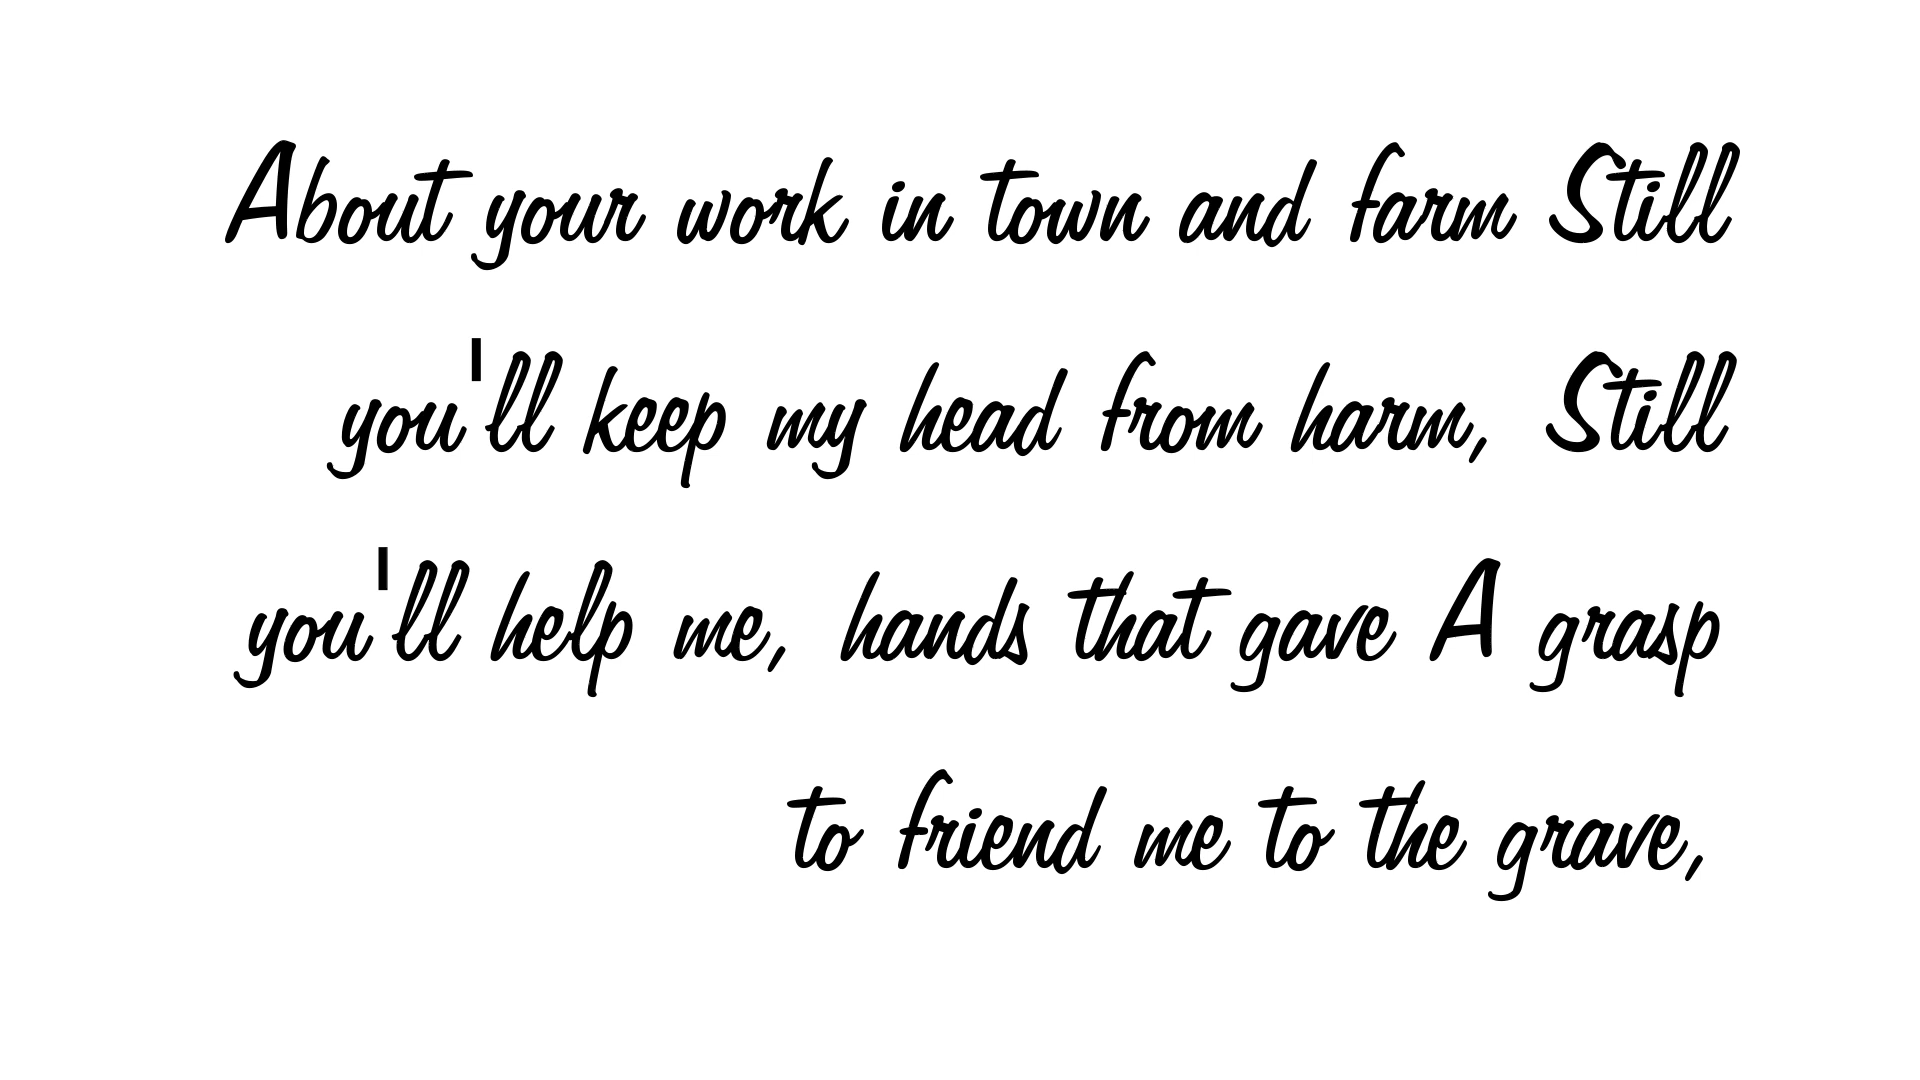 About your work in town and farm Still
you'll keep my head from harm, Still
you'll help me, hands that gave A grasp
to friend me to the grave,